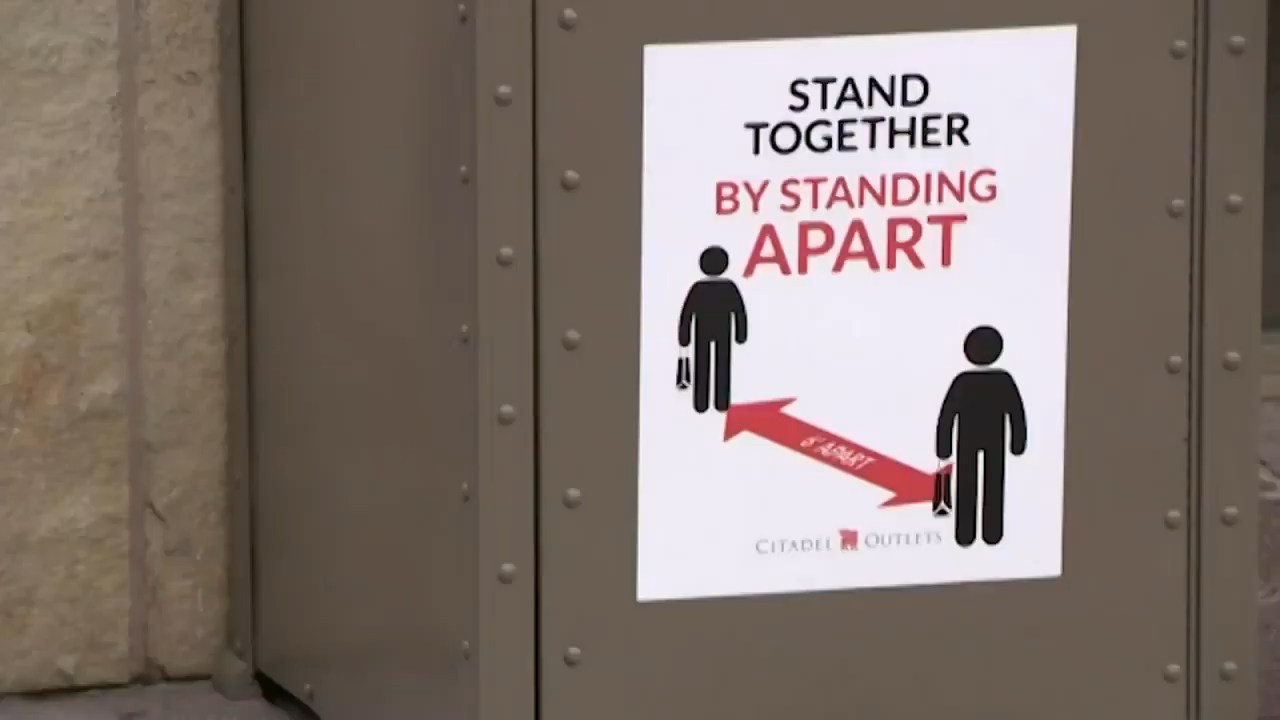 STAND
TOGETHER
BY STANDING
APART
6' APART
CITADEL OUTLETS